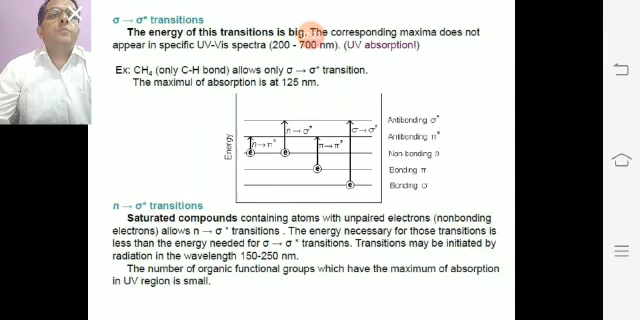 σ → σ* transitions
The energy of this transitions is big. The corresponding maxima does not
appear in specific UV-Vis spectra (200 - 700 nm). (UV absorption!)
Ex: CH4 (only C-H bond) allows only σ → σ* transition.
The maximul of absorption is at 125 nm.
Energy
n→π*
n→σ*
π→π*
σ→σ*
Antibonding σ*
Antibonding π*
Non-bonding n
Bonding π
Bonding σ
e e e e
n → σ* transitions
Saturated compounds containing atoms with unpaired electrons (nonbonding
electrons) allows n → σ* transitions . The energy necessary for those transitions is
less than the energy needed for σ → σ* transitions. Transitions may be initiated by
radiation in the wavelength 150-250 nm.
The number of organic functional groups which have the maximum of absorption
in UV region is small.